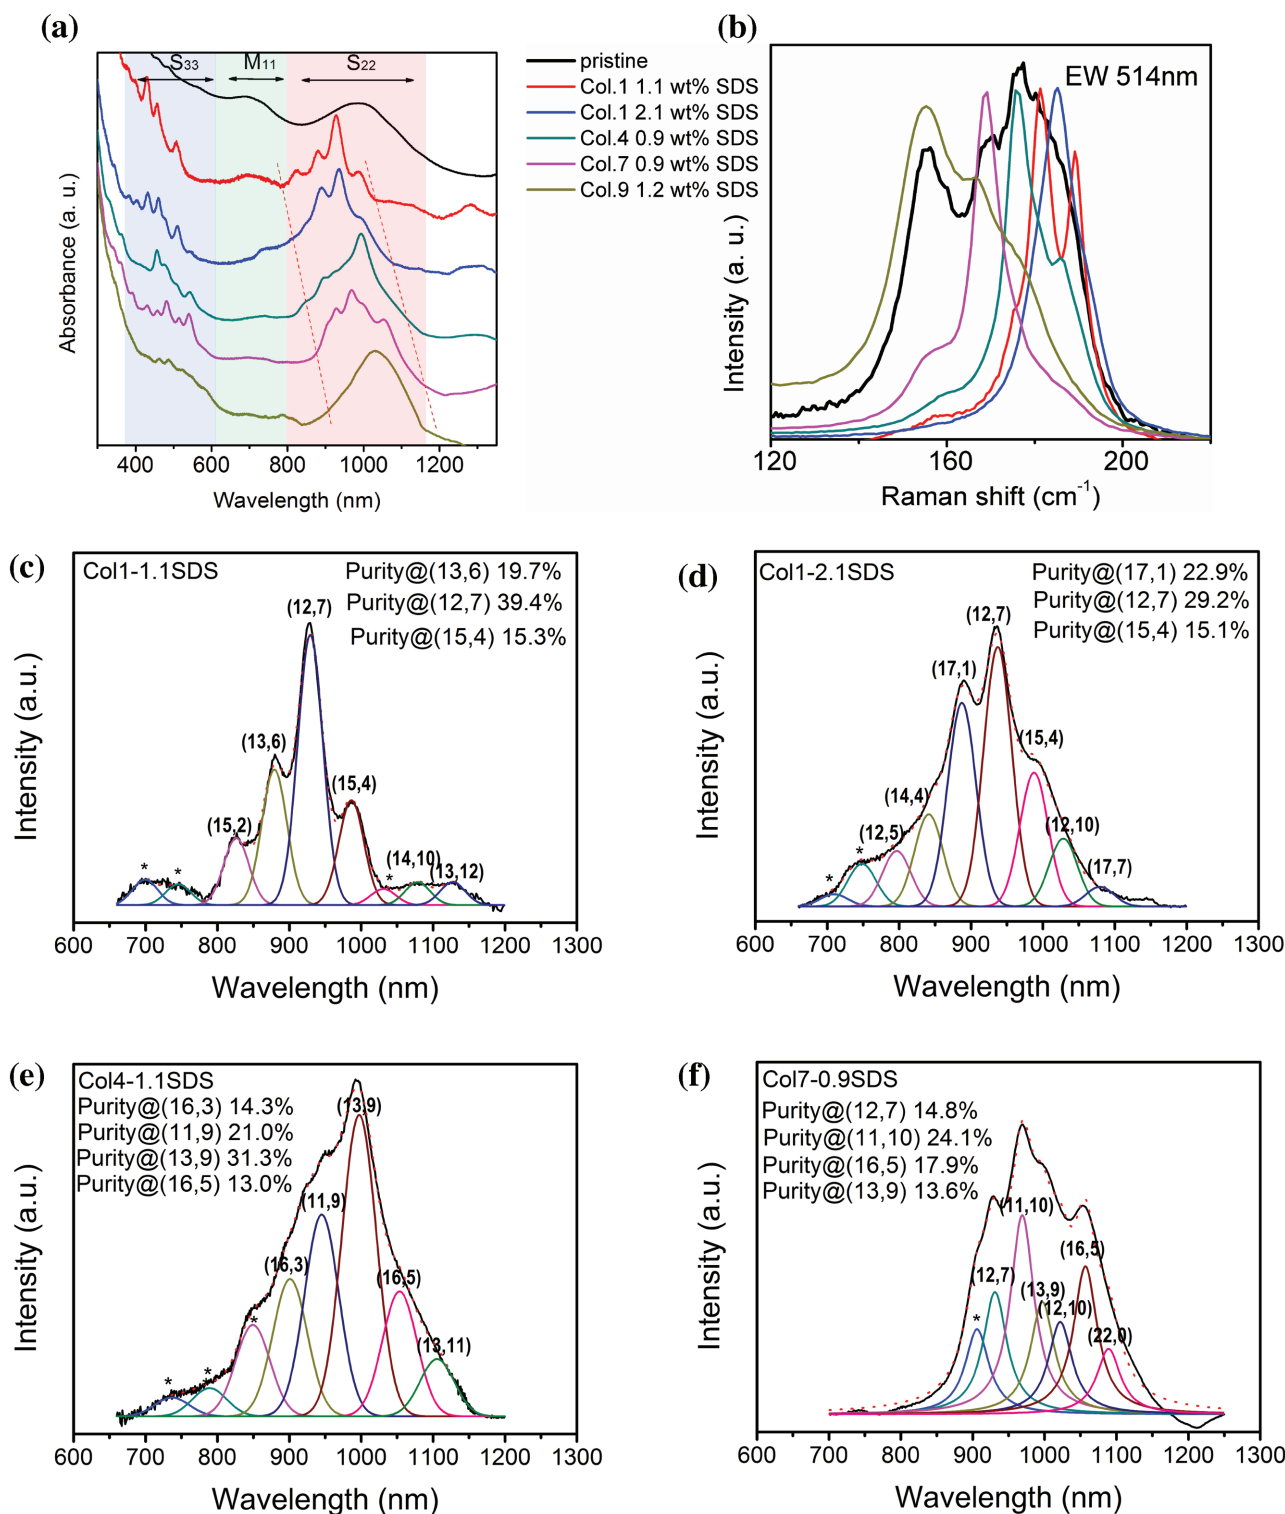 (a)
S33
M11
S22
Absorbance (a. u.)
400
600
800
1000
1200
Wavelength (nm)
pristine
Col.1 1.1 wt% SDS
Col.1 2.1 wt% SDS
Col.4 0.9 wt% SDS
Col.7 0.9 wt% SDS
Col.9 1.2 wt% SDS
(b)
EW 514nm
Intensity (a. u.)
120
160
200
Raman shift (cm-1)
(c)
Col1-1.1SDS
Purity@(13,6) 19.7%
Purity@(12,7) 39.4%
Purity@(15,4) 15.3%
(12,7)
(13,6)
(15,4)
(15,2)
(14,10)
(13,12)
*
*
*
Intensity (a.u.)
600 700 800 900 1000 1100 1200 1300
Wavelength (nm)
(d)
Col1-2.1SDS
Purity@(17,1) 22.9%
Purity@(12,7) 29.2%
Purity@(15,4) 15.1%
(12,7)
(17,1)
(15,4)
(14,4)
(12,5)
(12,10)
(17,7)
*
*
Intensity (a.u.)
600 700 800 900 1000 1100 1200 1300
Wavelength (nm)
(e)
Col4-1.1SDS
Purity@(16,3) 14.3%
Purity@(11,9) 21.0%
Purity@(13,9) 31.3%
Purity@(16,5) 13.0%
(13,9)
(11,9)
(16,3)
(16,5)
(13,11)
*
*
*
Intensity (a.u.)
600 700 800 900 1000 1100 1200 1300
Wavelength (nm)
(f)
Col7-0.9SDS
Purity@(12,7) 14.8%
Purity@(11,10) 24.1%
Purity@(16,5) 17.9%
Purity@(13,9) 13.6%
(11,10)
(16,5)
(12,7)
(13,9)
(12,10)
(22,0)
*
Intensity (a.u.)
600 700 800 900 1000 1100 1200 1300
Wavelength (nm)